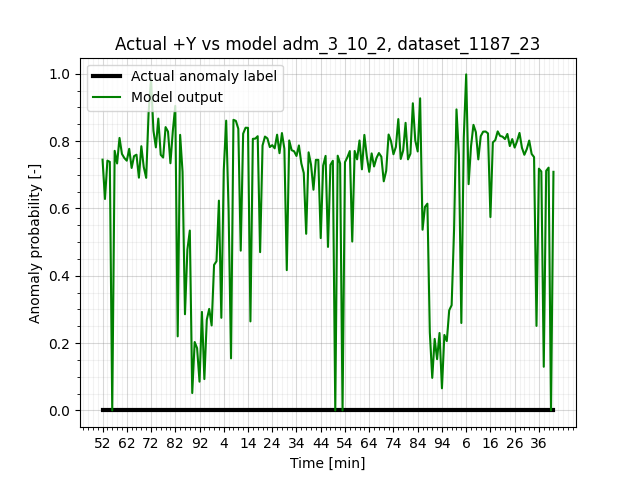 Actual +Y vs model adm_3_10_2, dataset_1187_23
Actual anomaly label
Model output
Anomaly probability [-]
1.0
0.8
0.6
0.4
0.2
0.0
52 62 72 82 92 4 14 24 34 44 54 64 74 84 94 6 16 26 36
Time [min]